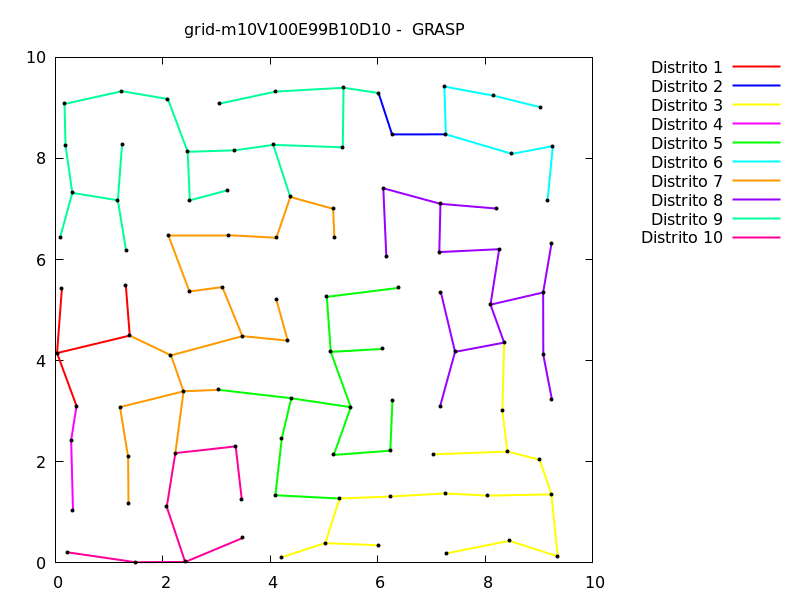 grid-m10V100E99B10D10 -  GRASP
Distrito 1
Distrito 2
Distrito 3
Distrito 4
Distrito 5
Distrito 6
Distrito 7
Distrito 8
Distrito 9
Distrito 10
10
8
6
4
2
0
0 2 4 6 8 10